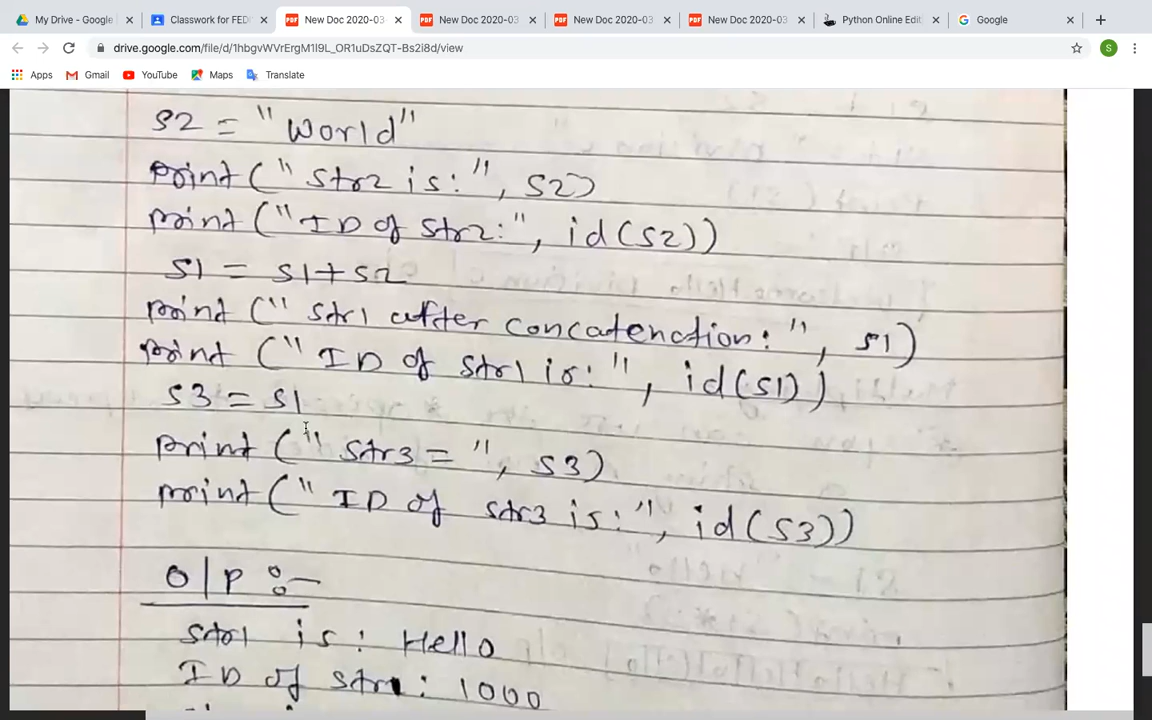 My Drive - Google
Classwork for FED
New Doc 2020-03
New Doc 2020-03
New Doc 2020-03
New Doc 2020-03
Python Online Edit
Google
drive.google.com/file/d/1hbgvWVrErgM1l9L_OR1uDsZQT-Bs2i8d/view
S
Apps
Gmail
YouTube
Maps
Translate
S2 = "World"
print (" str2 is:", S2)
print ("ID of str2:", id(S2))
S1 = S1+S2
print (" Str1 after concatenation:", S1)
print (" ID of str1 is:", id(S1))
S3 = S1
print (" Str3 = ", S3)
print (" ID of str3 is:", id(S3))
O/P :-
Str1 is : Hello
ID of str1 : 1000